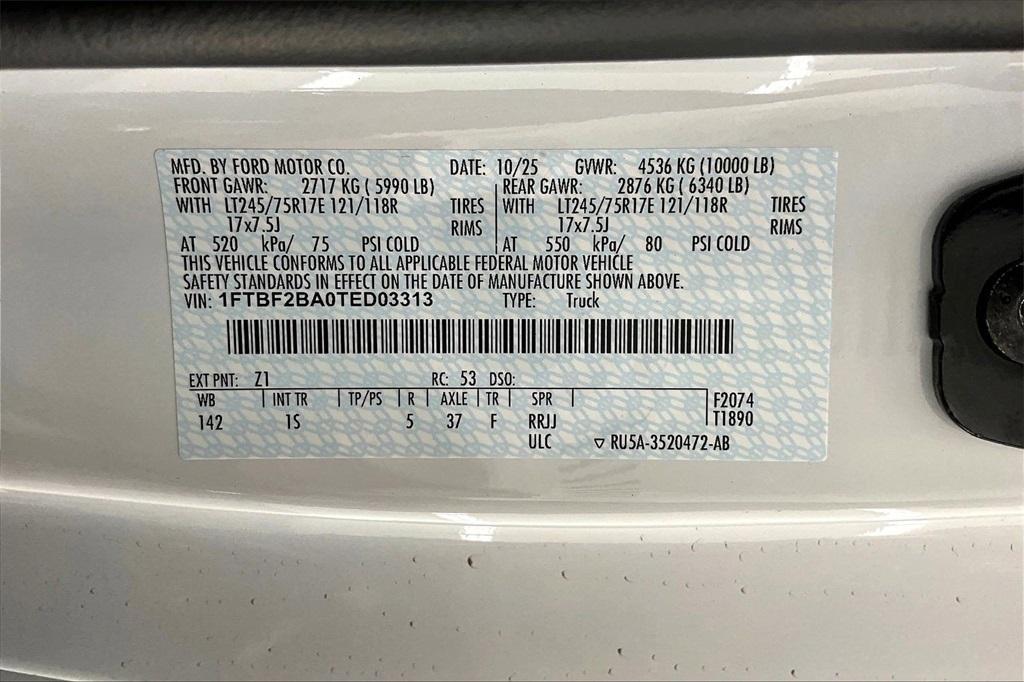 MFD. BY FORD MOTOR CO. DATE: 10/25 GVWR: 4536 KG (10000 LB)
FRONT GAWR: 2717 KG ( 5990 LB) REAR GAWR: 2876 KG ( 6340 LB)
WITH LT245/75R17E 121/118R TIRES WITH LT245/75R17E 121/118R TIRES
17x7.5J RIMS 17x7.5J RIMS
AT 520 kPa/ 75 PSI COLD AT 550 kPa/ 80 PSI COLD
THIS VEHICLE CONFORMS TO ALL APPLICABLE FEDERAL MOTOR VEHICLE
SAFETY STANDARDS IN EFFECT ON THE DATE OF MANUFACTURE SHOWN ABOVE.
VIN: 1FTBF2BA0TED03313 TYPE: Truck
EXT PNT: Z1 RC: 53 DSO:
WB INT TR TP/PS R AXLE TR SPR F2074
142 1S 5 37 F RRJJ T1890
ULC ▽ RU5A-3520472-AB